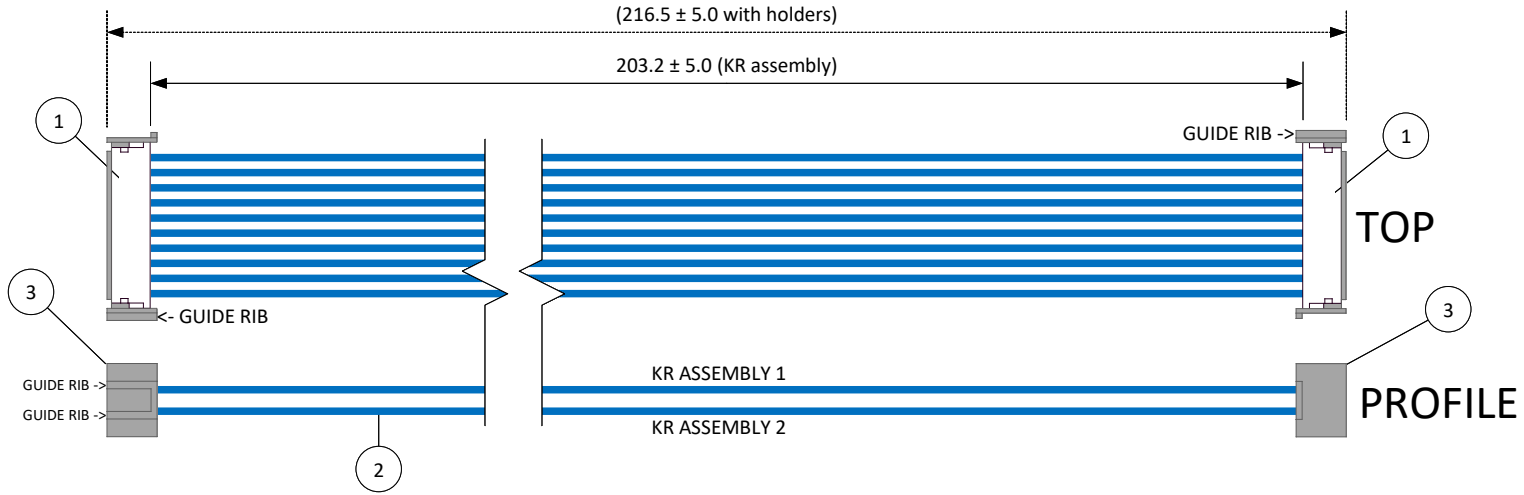 (216.5 ± 5.0 with holders)
203.2 ± 5.0 (KR assembly)
1
GUIDE RIB ->
1
TOP
3
<- GUIDE RIB
3
GUIDE RIB ->
KR ASSEMBLY 1
PROFILE
GUIDE RIB ->
KR ASSEMBLY 2
2